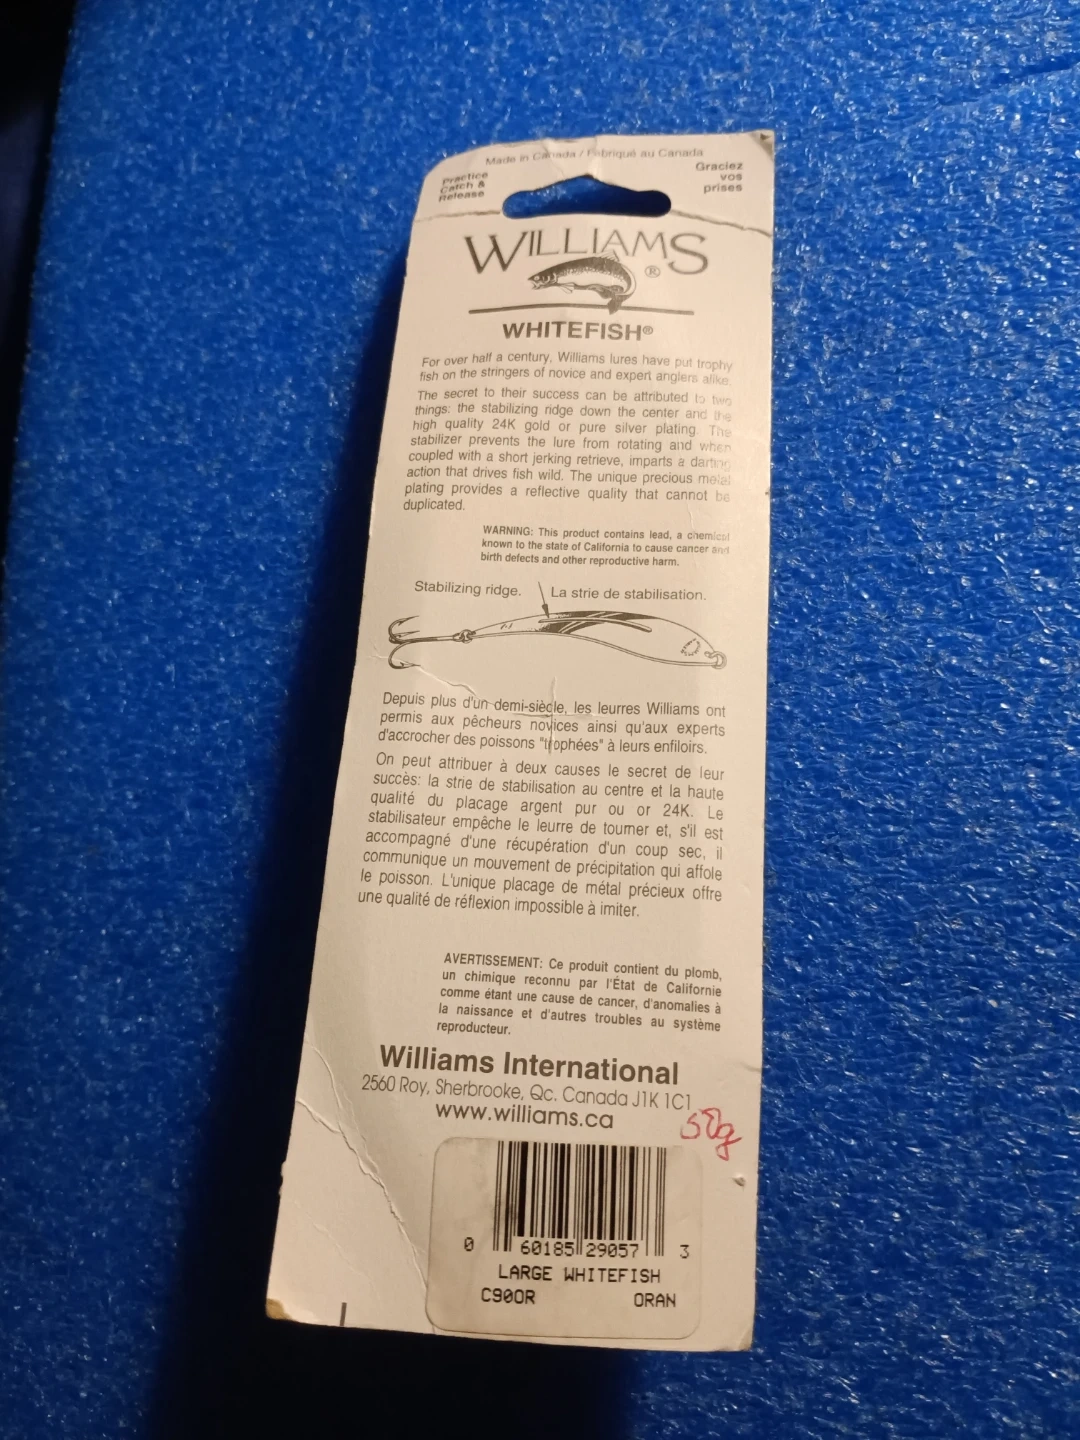 Made in Canada / Fabriqué au Canada
Practice
Catch &
Release
Graciez
vos
prises
WILLIAMS
®
WHITEFISH®
For over half a century, Williams lures have put trophy
fish on the stringers of novice and expert anglers alike.
The secret to their success can be attributed to two
things: the stabilizing ridge down the center and the
high quality 24K gold or pure silver plating. The
stabilizer prevents the lure from rotating and when
coupled with a short jerking retrieve, imparts a darting
action that drives fish wild. The unique precious metal
plating provides a reflective quality that cannot be
duplicated.
WARNING: This product contains lead, a chemical
known to the state of California to cause cancer and
birth defects and other reproductive harm.
Stabilizing ridge. La strie de stabilisation.
Depuis plus d'un demi-siècle, les leurres Williams ont
permis aux pêcheurs novices ainsi qu'aux experts
d'accrocher des poissons "trophées" à leurs enfiloirs.
On peut attribuer à deux causes le secret de leur
succès: la strie de stabilisation au centre et la haute
qualité du placage argent pur ou or 24K. Le
stabilisateur empêche le leurre de tourner et, s'il est
accompagné d'une récupération d'un coup sec, il
communique un mouvement de précipitation qui affole
le poisson. L'unique placage de métal précieux offre
une qualité de réflexion impossible à imiter.
AVERTISSEMENT: Ce produit contient du plomb,
un chimique reconnu par l'État de Californie
comme étant une cause de cancer, d'anomalies à
la naissance et d'autres troubles au système
reproducteur.
Williams International
2560 Roy, Sherbrooke, Qc. Canada J1K 1C1
www.williams.ca
0 60185 29057 3
LARGE WHITEFISH
C90OR ORAN